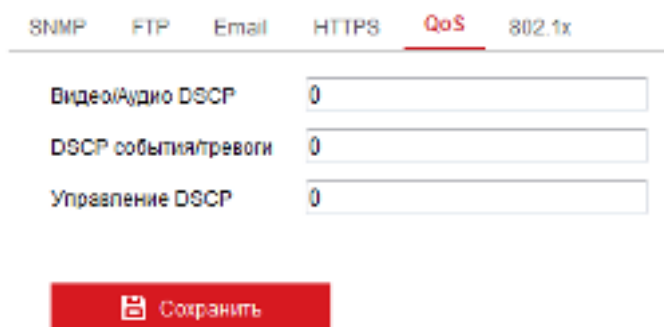 SNMP FTP Email HTTPS QoS 802.1x
Видео/Аудио DSCP 0
DSCP события/тревоги 0
Управление DSCP 0
Сохранить